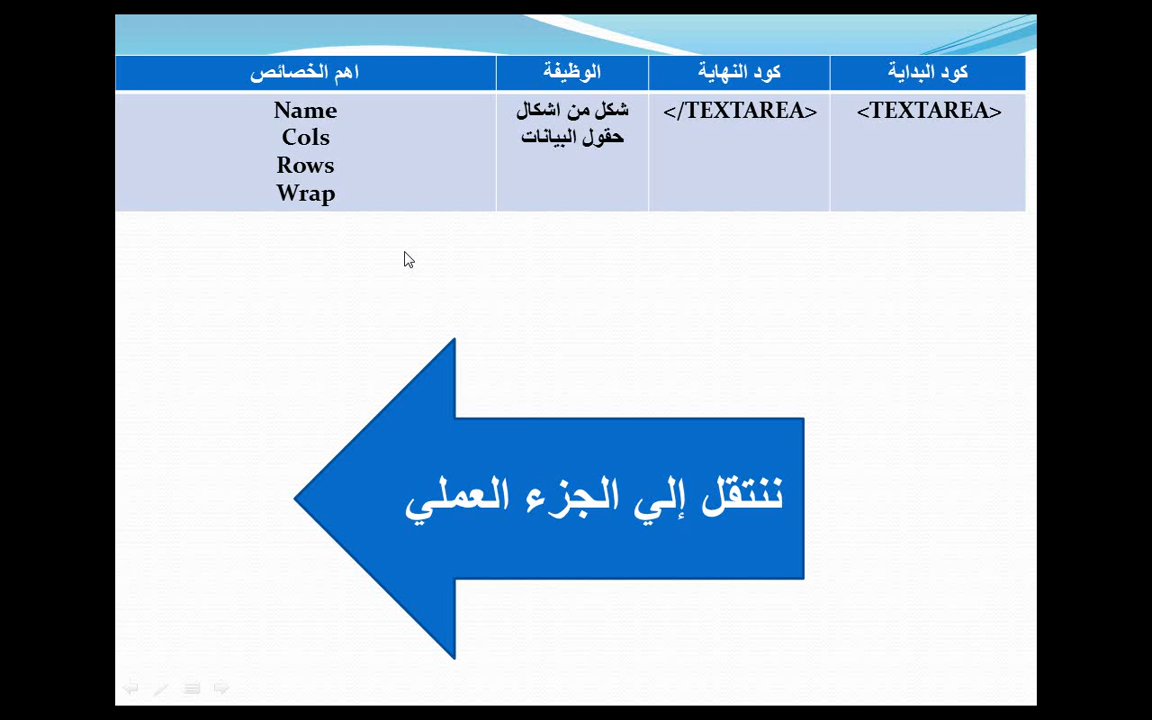 كود البداية
كود النهاية
الوظيفة
اهم الخصائص
<TEXTAREA>
</TEXTAREA>
شكل من اشكال
حقول البيانات
Name
Cols
Rows
Wrap
ننتقل إلي الجزء العملي